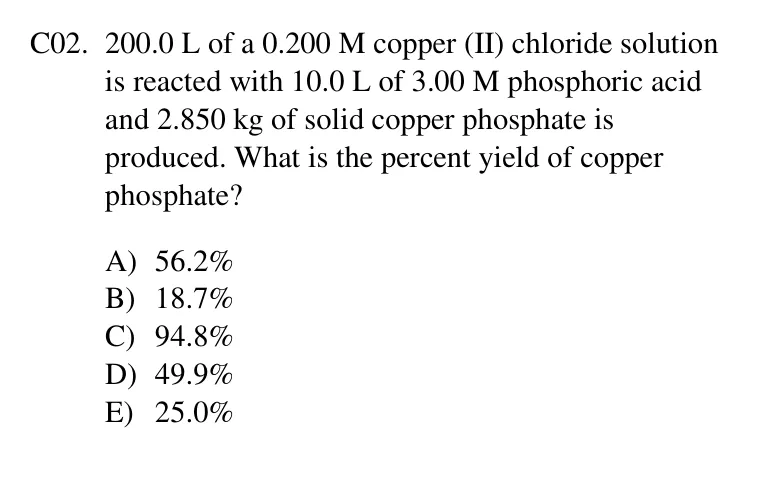 C02. 200.0 L of a 0.200 M copper (II) chloride solution
is reacted with 10.0 L of 3.00 M phosphoric acid
and 2.850 kg of solid copper phosphate is
produced. What is the percent yield of copper
phosphate?
A) 56.2%
B) 18.7%
C) 94.8%
D) 49.9%
E) 25.0%